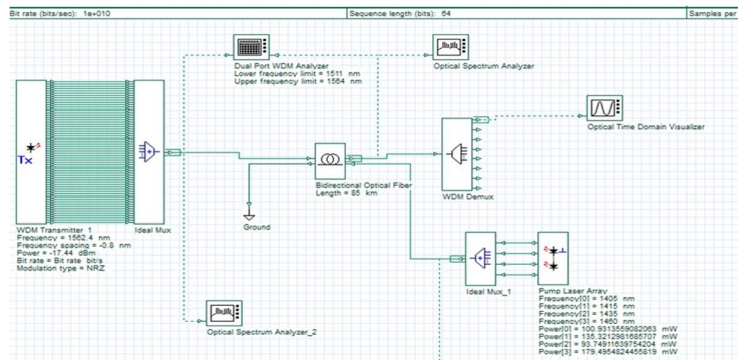 Bit rate (bits/sec): 1e+010
Sequence length (bits): 64
Samples per
Dual Port WDM Analyzer
Lower frequency limit = 1511 nm
Upper frequency limit = 1564 nm
Optical Spectrum Analyzer
Optical Time Domain Visualizer
Tx
Bidirectional Optical Fiber
Length = 85 km
WDM Demux
WDM Transmitter_1
Frequency = 1562.4 nm
Frequency spacing = -0.8 nm
Power = -17.44 dBm
Bit rate = Bit rate bit/s
Modulation type = NRZ
Ideal Mux
Ground
Ideal Mux_1
Pump Laser Array
Frequency[0] = 1405 nm
Frequency[1] = 1415 nm
Frequency[2] = 1435 nm
Frequency[3] = 1460 nm
Power[0] = 100.9313559082063 mW
Power[1] = 135.3212981685707 mW
Power[2] = 93.74911639754204 mW
Power[3] = 179.4954824455819 mW
Optical Spectrum Analyzer_2